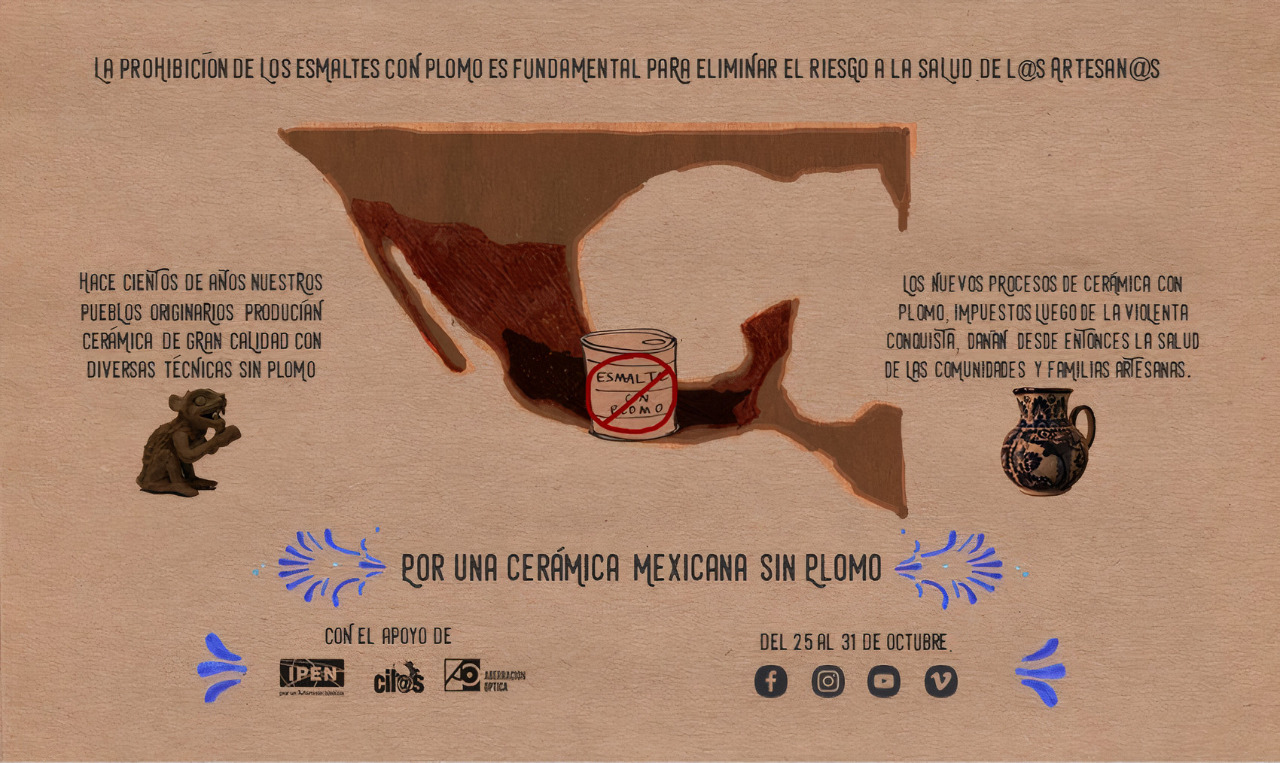 LA PROHIBICIÓN DE LOS ESMALTES CON PLOMO ES FUNDAMENTAL PARA ELIMINAR EL RIESGO A LA SALUD DE L@S ARTESAN@S
HACE CIENTOS DE AÑOS NUESTROS
PUEBLOS ORIGINARIOS PRODUCÍAN
CERÁMICA DE GRAN CALIDAD CON
DIVERSAS TÉCNICAS SIN PLOMO
LOS NUEVOS PROCESOS DE CERÁMICA CON
PLOMO, IMPUESTOS LUEGO DE LA VIOLENTA
CONQUISTA, DAÑAN DESDE ENTONCES LA SALUD
DE LAS COMUNIDADES Y FAMILIAS ARTESANAS.
ESMALTE
CON
PLOMO
POR UNA CERÁMICA MEXICANA SIN PLOMO
CON EL APOYO DE
IPEN
cit@s
AO ABERRACIÓN
ÓPTICA
DEL 25 AL 31 DE OCTUBRE.